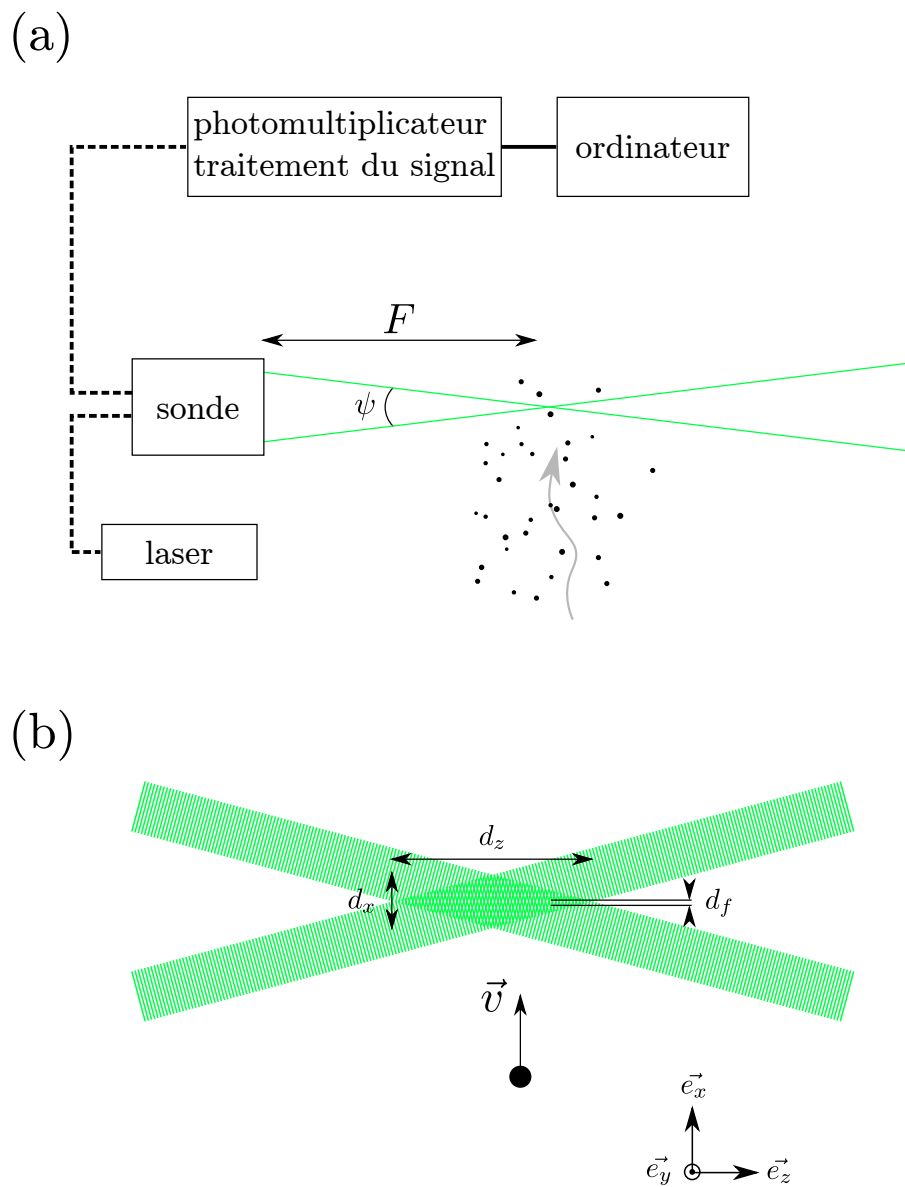 (a)
photomultiplicateur
traitement du signal
ordinateur
F
sonde
ψ
laser
(b)
d_z
d_x
d_f
v⃗
e⃗_x
e⃗_y
e⃗_z